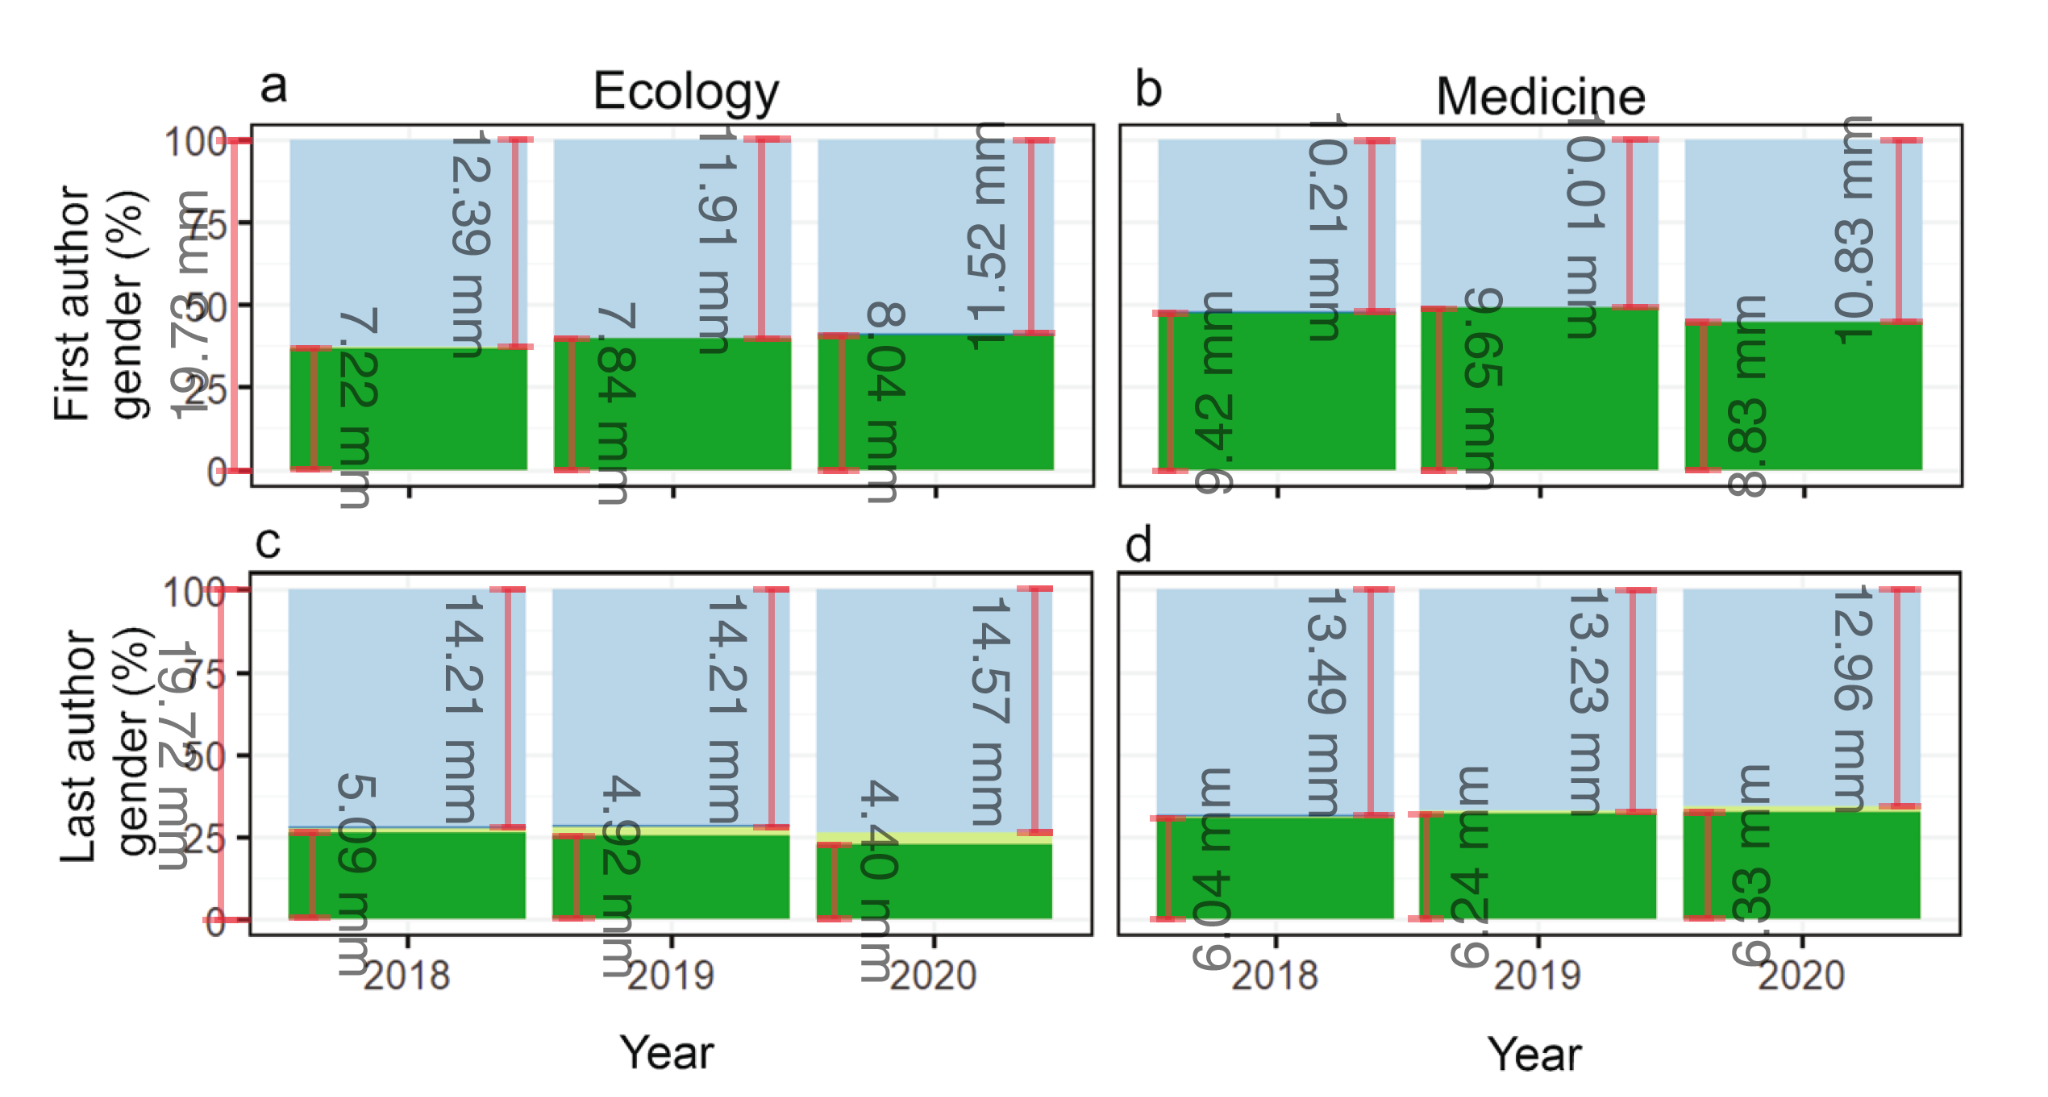 a
Ecology
b
Medicine
First author
gender (%)
19.73 mm
100
75
50
25
0
7.22 mm
12.39 mm
7.84 mm
11.91 mm
8.04 mm
11.52 mm
9.42 mm
10.21 mm
9.65 mm
10.01 mm
8.83 mm
10.83 mm
c
d
Last author
gender (%)
19.72 mm
100
75
50
25
0
5.09 mm
14.21 mm
4.92 mm
14.21 mm
4.40 mm
14.57 mm
6.04 mm
13.49 mm
6.24 mm
13.23 mm
6.33 mm
12.96 mm
2018
2019
2020
2018
2019
2020
Year
Year